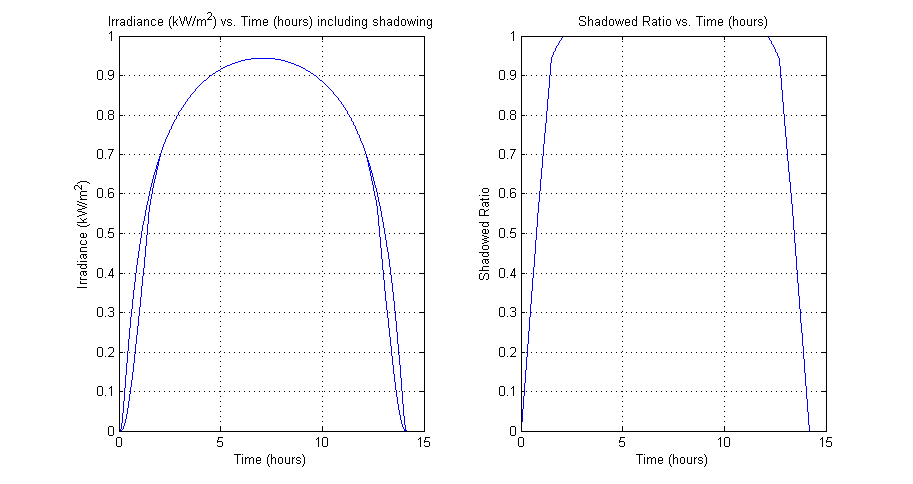 Irradiance (kW/m2) vs. Time (hours) including shadowing
1
0.9
0.8
0.7
0.6
0.5
0.4
0.3
0.2
0.1
0
Irradiance (kW/m2)
0 5 10 15
Time (hours)
Shadowed Ratio vs. Time (hours)
1
0.9
0.8
0.7
0.6
0.5
0.4
0.3
0.2
0.1
0
Shadowed Ratio
0 5 10 15
Time (hours)